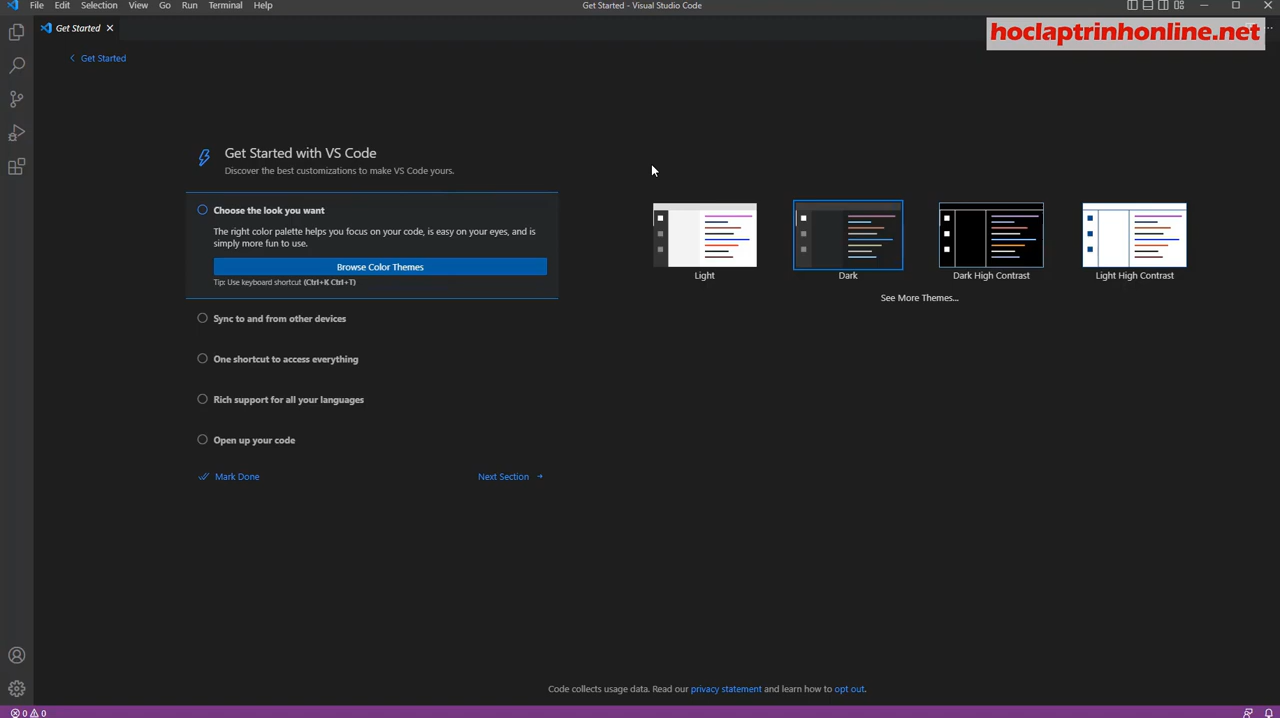 File Edit Selection View Go Run Terminal Help
Get Started - Visual Studio Code
Get Started
hoclaptrinhonline.net
Get Started
Get Started with VS Code
Discover the best customizations to make VS Code yours.
Choose the look you want
The right color palette helps you focus on your code, is easy on your eyes, and is
simply more fun to use.
Browse Color Themes
Tip: Use keyboard shortcut (Ctrl+K Ctrl+T)
Sync to and from other devices
One shortcut to access everything
Rich support for all your languages
Open up your code
Mark Done
Next Section
Light
Dark
Dark High Contrast
Light High Contrast
See More Themes...
Code collects usage data. Read our privacy statement and learn how to opt out.
0 0